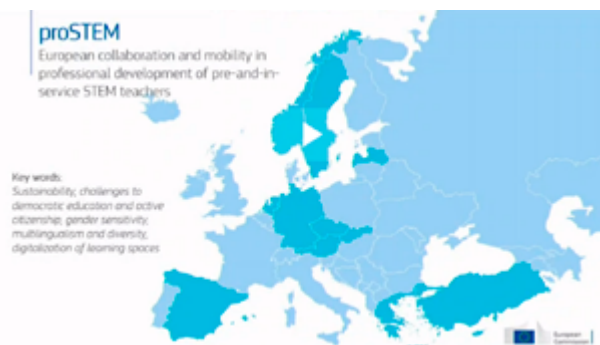 proSTEM
European collaboration and mobility in
professional development of pre-and-in-
service STEM teachers
Key words:
Sustainability, challenges to
democratic education and active
citizenship, gender sensitivity,
multilingualism and diversity,
digitalization of learning spaces
European
Commission